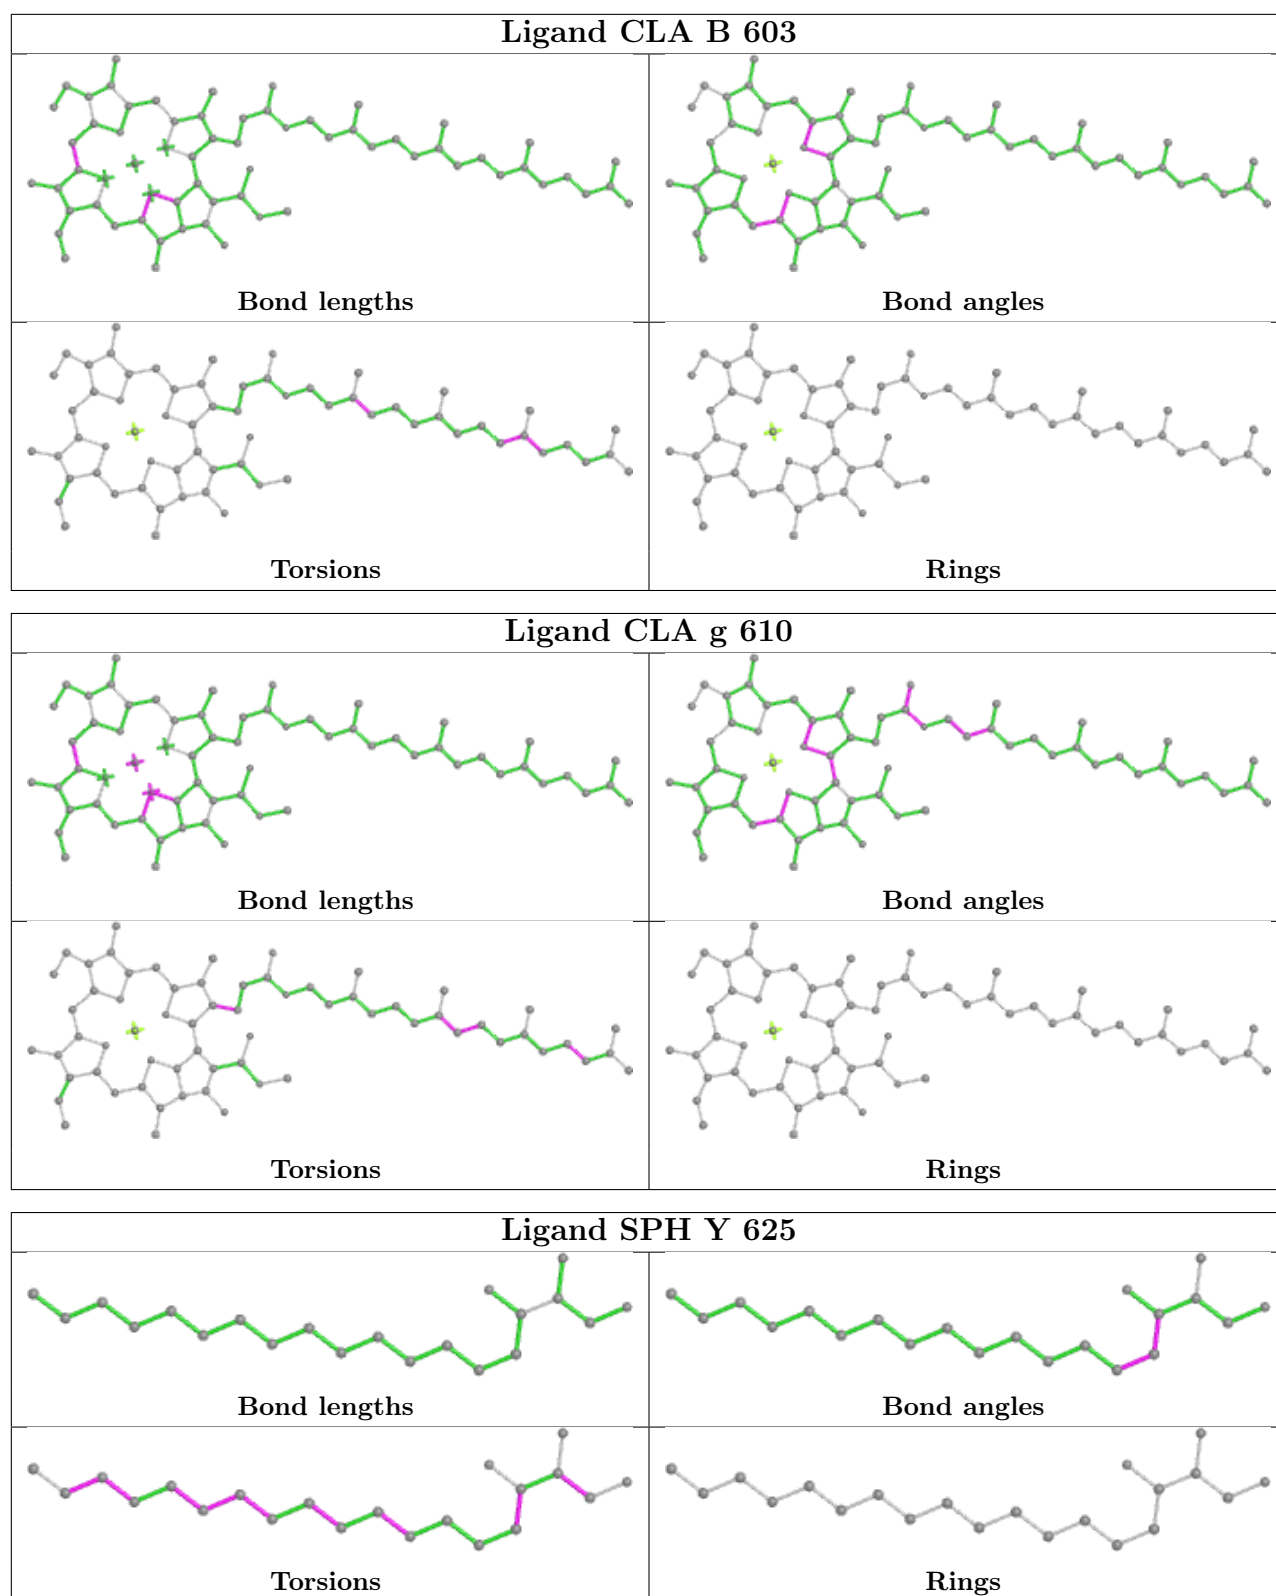 Ligand CLA B 603
Bond lengths
Bond angles
Torsions
Rings
Ligand CLA g 610
Bond lengths
Bond angles
Torsions
Rings
Ligand SPH Y 625
Bond lengths
Bond angles
Torsions
Rings